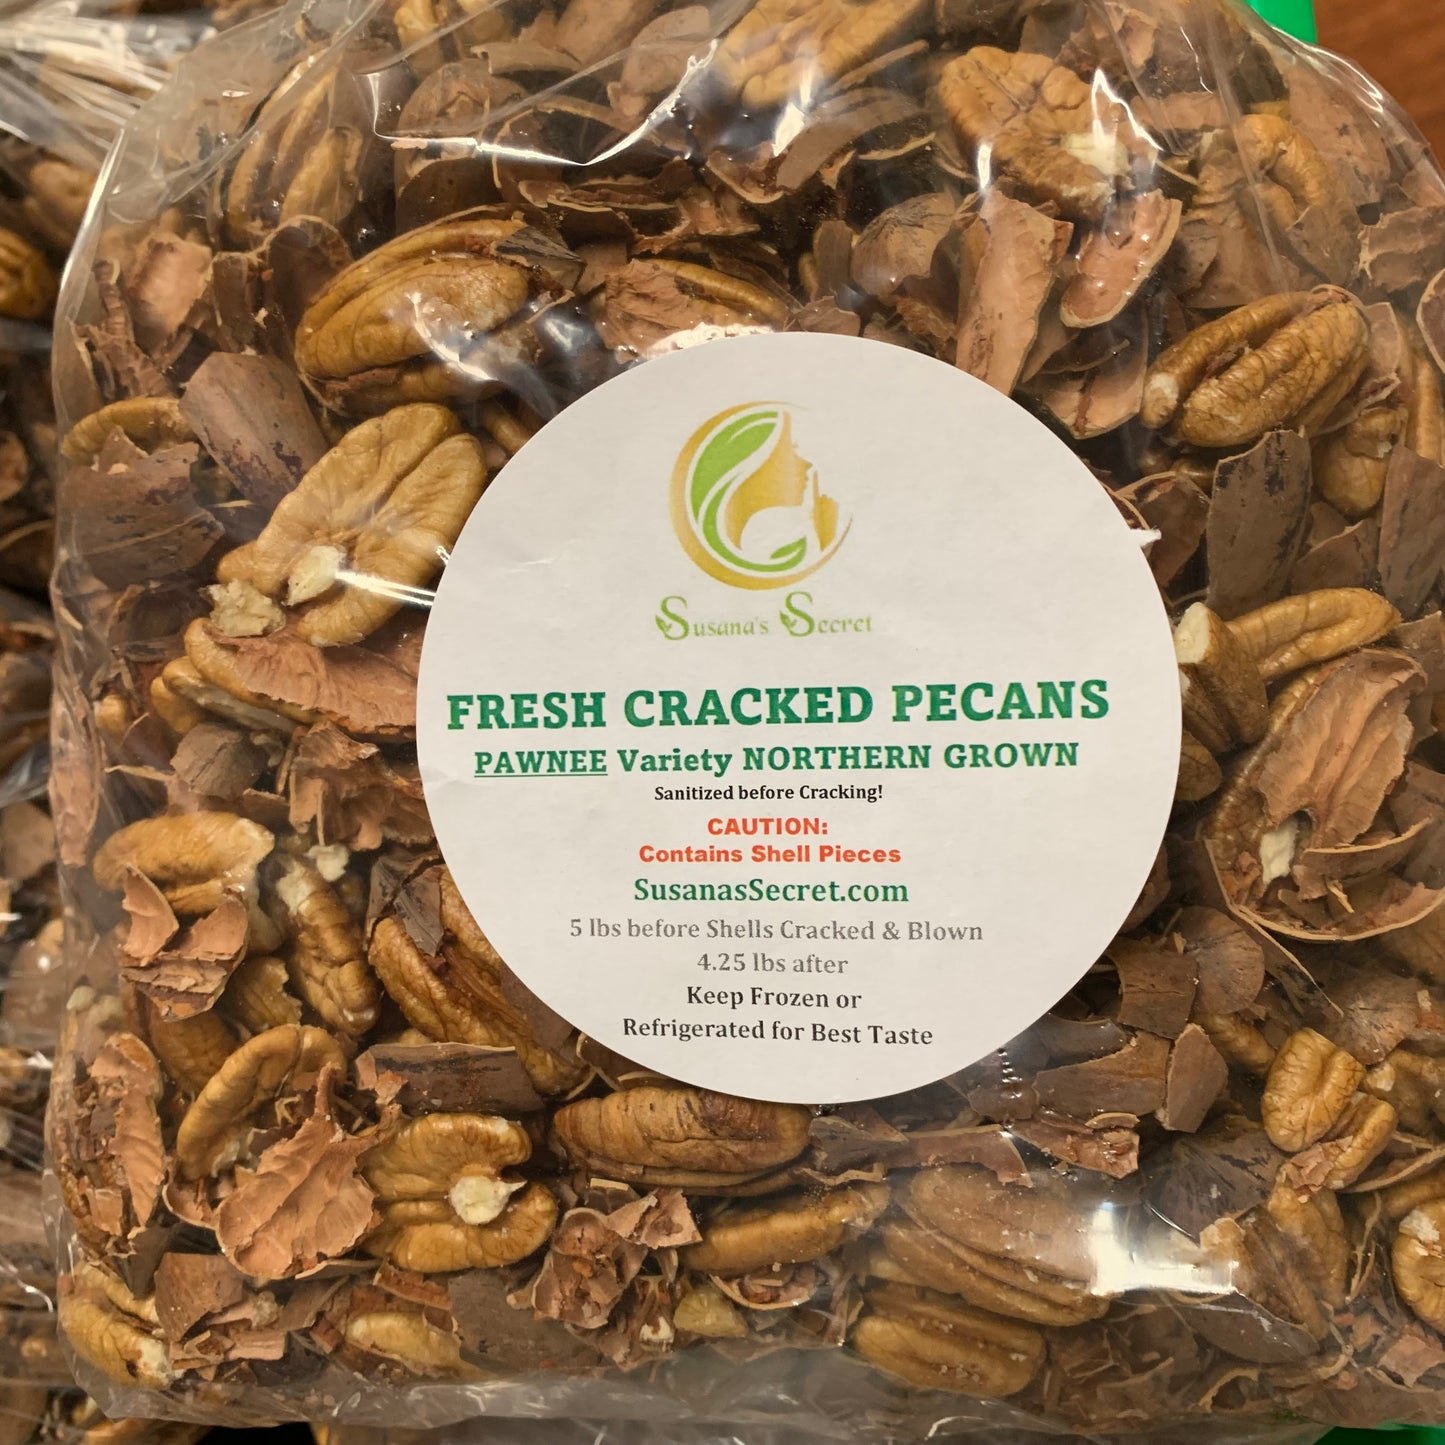 Susana's Secret
FRESH CRACKED PECANS
PAWNEE Variety NORTHERN GROWN
Sanitized before Cracking!
CAUTION:
Contains Shell Pieces
SusanasSecret.com
5 lbs before Shells Cracked & Blown
4.25 lbs after
Keep Frozen or
Refrigerated for Best Taste